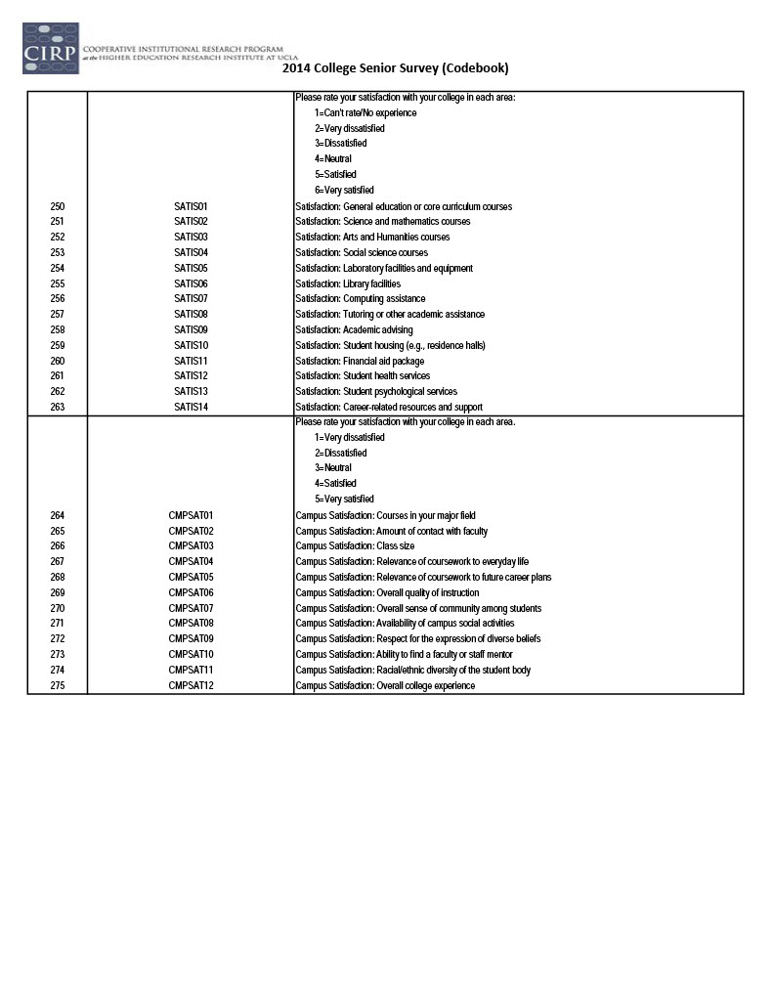 CIRP
COOPERATIVE INSTITUTIONAL RESEARCH PROGRAM
at the HIGHER EDUCATION RESEARCH INSTITUTE AT UCLA
2014 College Senior Survey (Codebook)
Please rate your satisfaction with your college in each area:
1=Can't rate/No experience
2=Very dissatisfied
3=Dissatisfied
4=Neutral
5=Satisfied
6=Very satisfied
250 SATIS01 Satisfaction: General education or core curriculum courses
251 SATIS02 Satisfaction: Science and mathematics courses
252 SATIS03 Satisfaction: Arts and Humanities courses
253 SATIS04 Satisfaction: Social science courses
254 SATIS05 Satisfaction: Laboratory facilities and equipment
255 SATIS06 Satisfaction: Library facilities
256 SATIS07 Satisfaction: Computing assistance
257 SATIS08 Satisfaction: Tutoring or other academic assistance
258 SATIS09 Satisfaction: Academic advising
259 SATIS10 Satisfaction: Student housing (e.g., residence halls)
260 SATIS11 Satisfaction: Financial aid package
261 SATIS12 Satisfaction: Student health services
262 SATIS13 Satisfaction: Student psychological services
263 SATIS14 Satisfaction: Career-related resources and support
Please rate your satisfaction with your college in each area.
1=Very dissatisfied
2=Dissatisfied
3=Neutral
4=Satisfied
5=Very satisfied
264 CMPSAT01 Campus Satisfaction: Courses in your major field
265 CMPSAT02 Campus Satisfaction: Amount of contact with faculty
266 CMPSAT03 Campus Satisfaction: Class size
267 CMPSAT04 Campus Satisfaction: Relevance of coursework to everyday life
268 CMPSAT05 Campus Satisfaction: Relevance of coursework to future career plans
269 CMPSAT06 Campus Satisfaction: Overall quality of instruction
270 CMPSAT07 Campus Satisfaction: Overall sense of community among students
271 CMPSAT08 Campus Satisfaction: Availability of campus social activities
272 CMPSAT09 Campus Satisfaction: Respect for the expression of diverse beliefs
273 CMPSAT10 Campus Satisfaction: Ability to find a faculty or staff mentor
274 CMPSAT11 Campus Satisfaction: Racial/ethnic diversity of the student body
275 CMPSAT12 Campus Satisfaction: Overall college experience